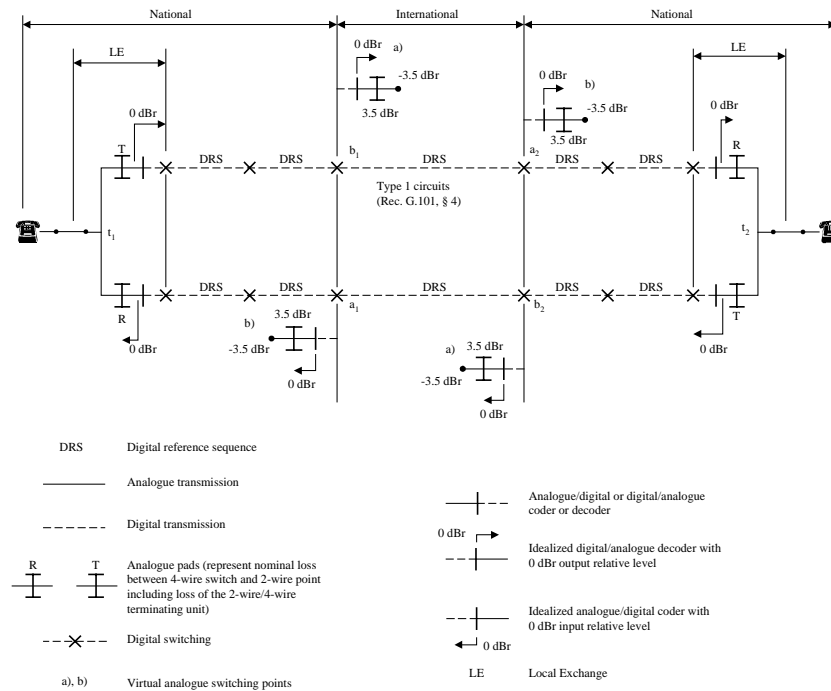 National
International
National
LE
LE
0 dBr
a)
-3.5 dBr
3.5 dBr
0 dBr
b)
-3.5 dBr
3.5 dBr
0 dBr
0 dBr
T
R
DRS
DRS
b1
DRS
a2
DRS
DRS
Type 1 circuits
(Rec. G.101, § 4)
t1
t2
DRS
DRS
a1
DRS
b2
DRS
DRS
R
T
0 dBr
0 dBr
b)
3.5 dBr
-3.5 dBr
0 dBr
a)
3.5 dBr
-3.5 dBr
0 dBr
DRS
Digital reference sequence
Analogue transmission
Digital transmission
R
T
Analogue pads (represent nominal loss
between 4-wire switch and 2-wire point
including loss of the 2-wire/4-wire
terminating unit)
Digital switching
a), b)
Virtual analogue switching points
Analogue/digital or digital/analogue
coder or decoder
0 dBr
Idealized digital/analogue decoder with
0 dBr output relative level
Idealized analogue/digital coder with
0 dBr input relative level
0 dBr
LE
Local Exchange